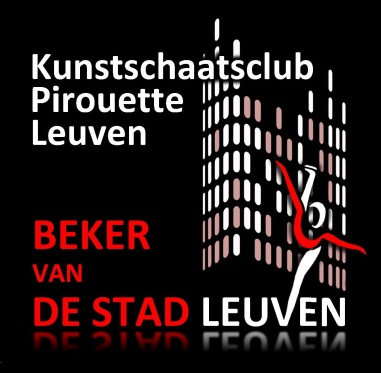 Kunstschaatsclub
Pirouette
Leuven
BEKER
VAN
DE STAD LEUVEN